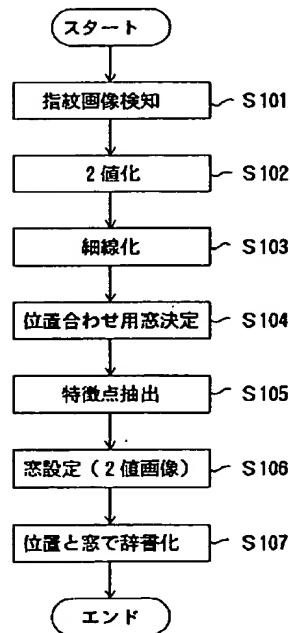 スタート
指紋画像検知 S101
2値化 S102
細線化 S103
位置合わせ用窓決定 S104
特徴点抽出 S105
窓設定(2値画像) S106
位置と窓で辞書化 S107
エンド